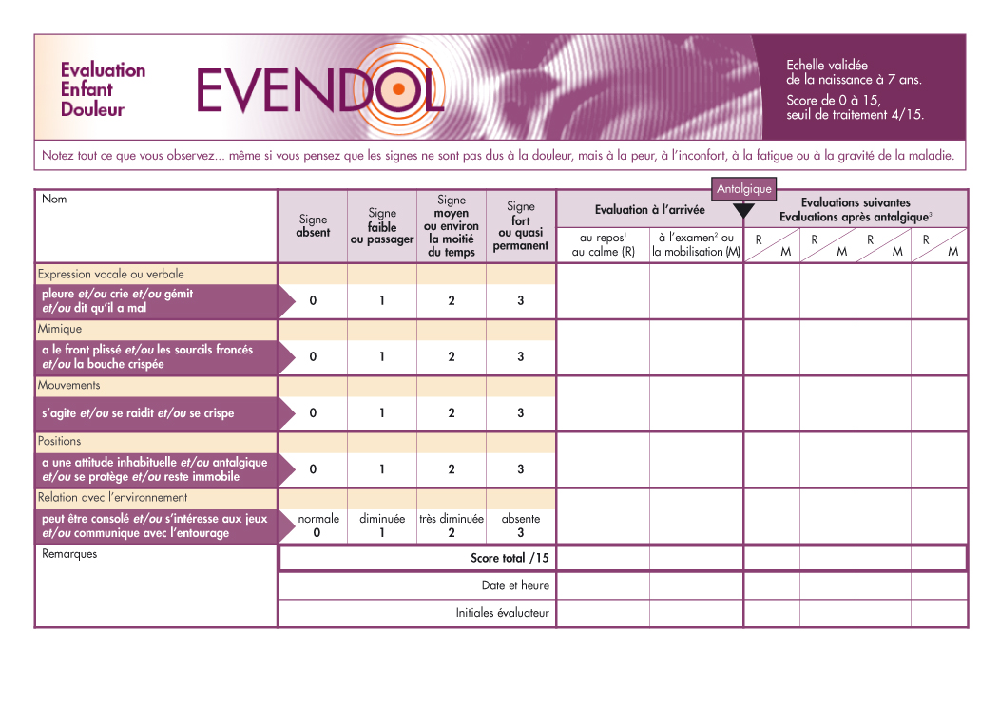 Evaluation
Enfant
Douleur
EVENDOL
Echelle validée
de la naissance à 7 ans.
Score de 0 à 15,
seuil de traitement 4/15.
Notez tout ce que vous observez... même si vous pensez que les signes ne sont pas dus à la douleur, mais à la peur, à l'inconfort, à la fatigue ou à la gravité de la maladie.
Antalgique
Nom
Signe
absent
Signe
faible
ou passager
Signe
moyen
ou environ
la moitié
du temps
Signe
fort
ou quasi
permanent
Evaluation à l'arrivée
au repos¹
au calme (R)
à l'examen² ou
la mobilisation (M)
Evaluations suivantes
Evaluations après antalgique³
R M R M R M R M
Expression vocale ou verbale
pleure et/ou crie et/ou gémit
et/ou dit qu'il a mal
0 1 2 3
Mimique
a le front plissé et/ou les sourcils froncés
et/ou la bouche crispée
0 1 2 3
Mouvements
s'agite et/ou se raidit et/ou se crispe
0 1 2 3
Positions
a une attitude inhabituelle et/ou antalgique
et/ou se protège et/ou reste immobile
0 1 2 3
Relation avec l'environnement
peut être consolé et/ou s'intéresse aux jeux
et/ou communique avec l'entourage
normale diminuée très diminuée absente
0 1 2 3
Remarques
Score total /15
Date et heure
Initiales évaluateur